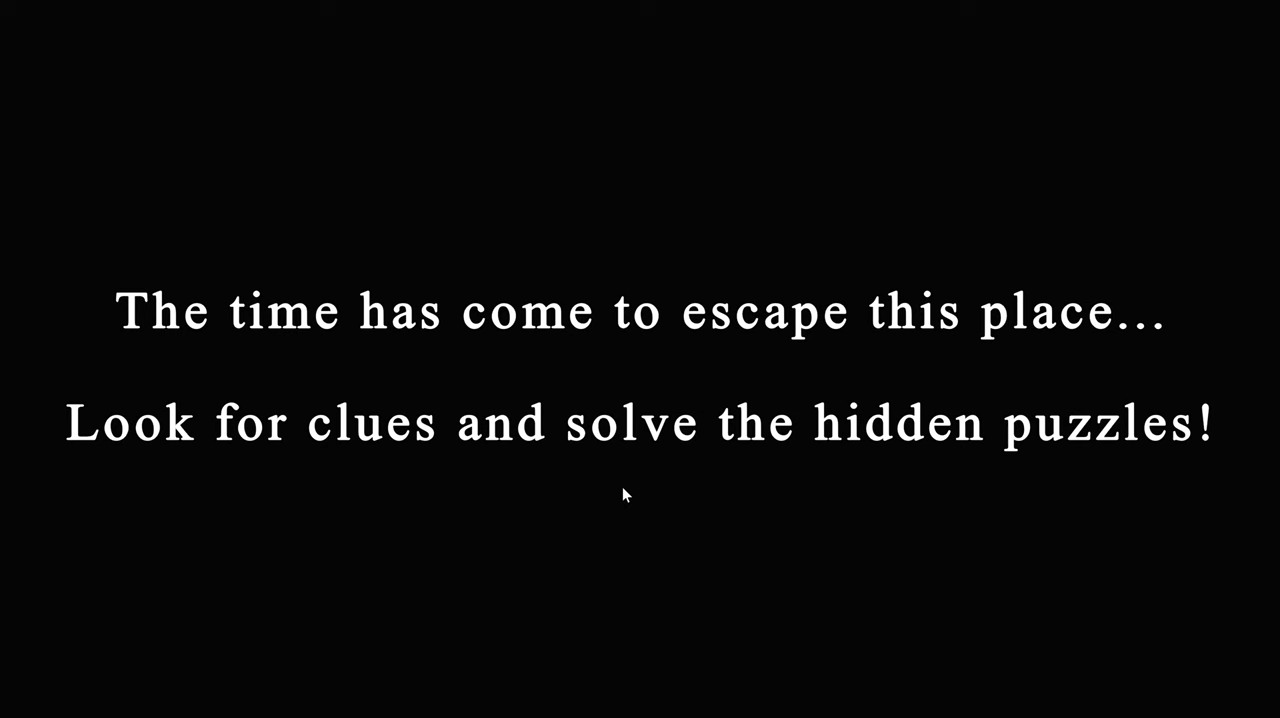 The time has come to escape this place...
Look for clues and solve the hidden puzzles!